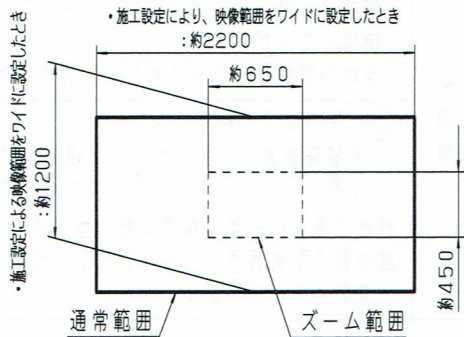 ・施工設定により、映像範囲をワイドに設定したとき
:約2200
約650
・施工設定による映像範囲をワイドに設定したとき
:約1200
約450
通常範囲
ズーム範囲